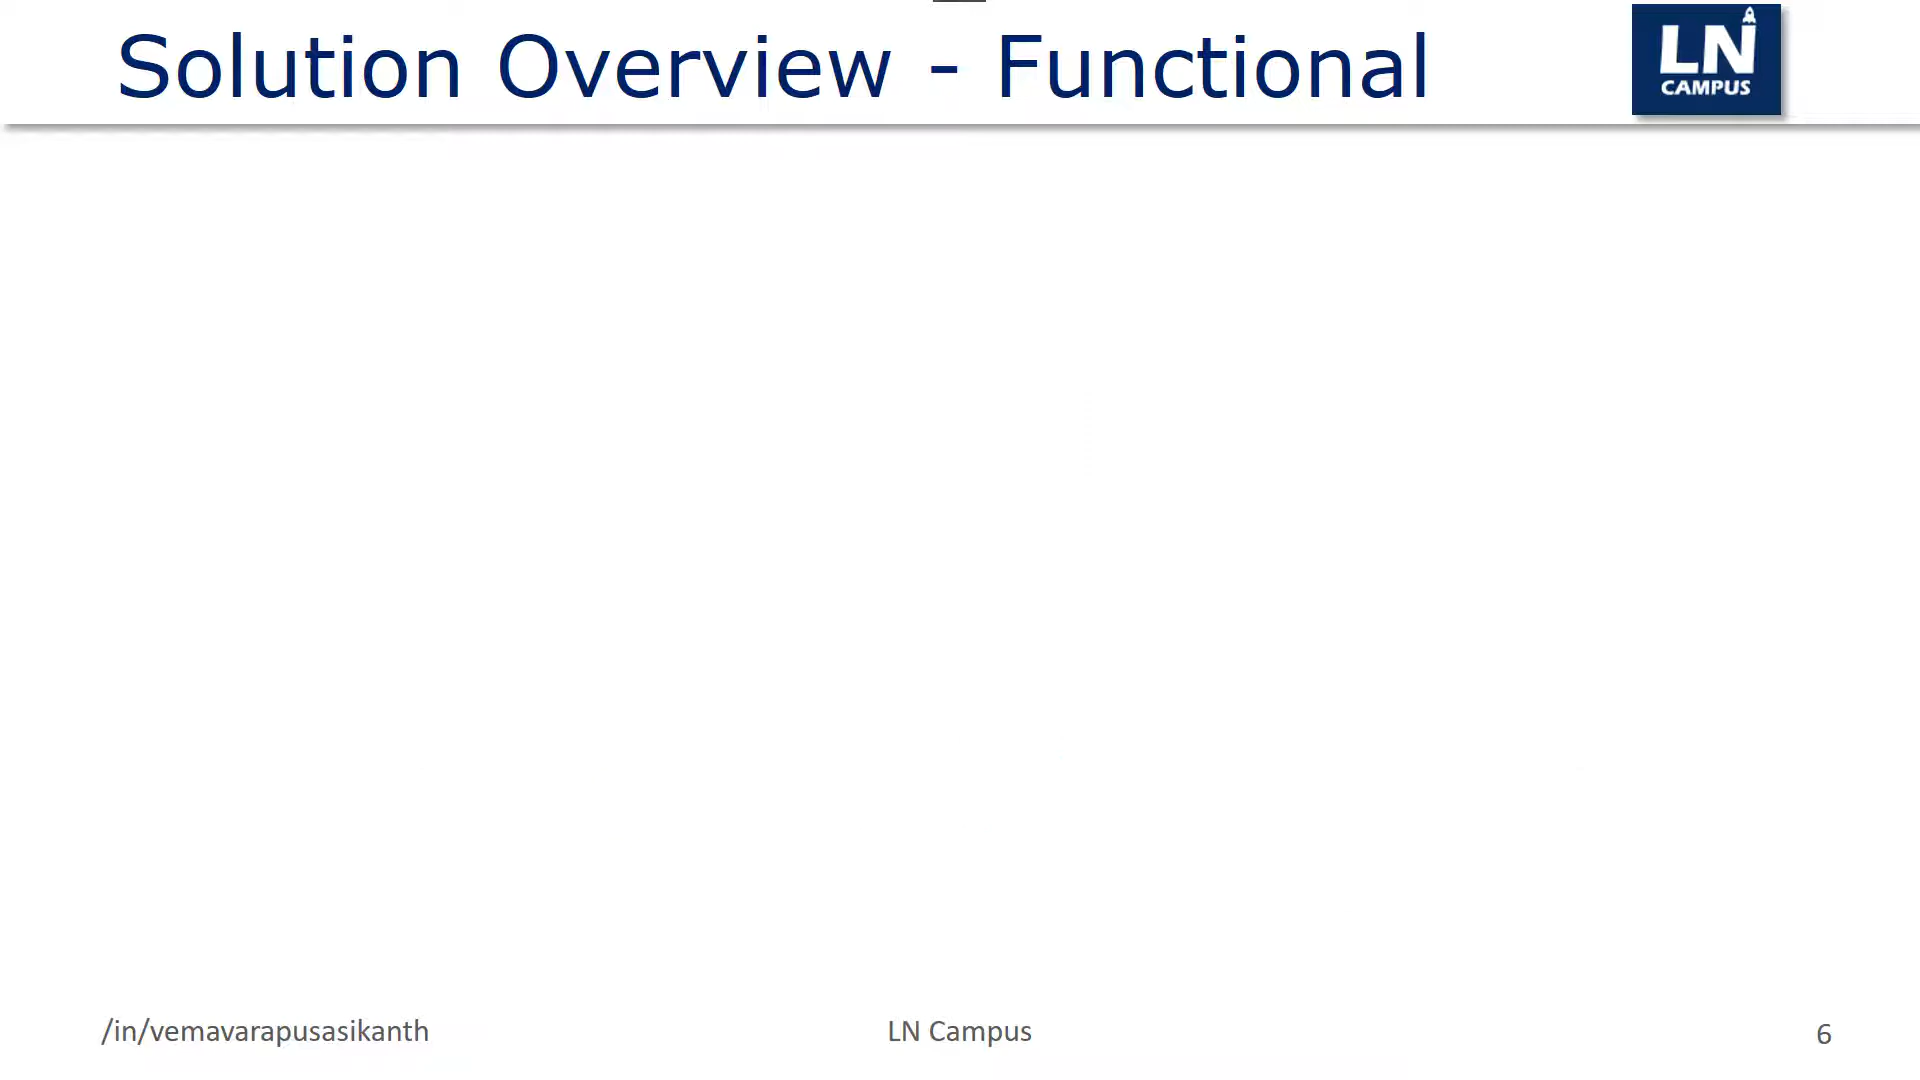 Solution Overview - Functional
LN
CAMPUS
/in/vemavarapusasikanth
LN Campus
6